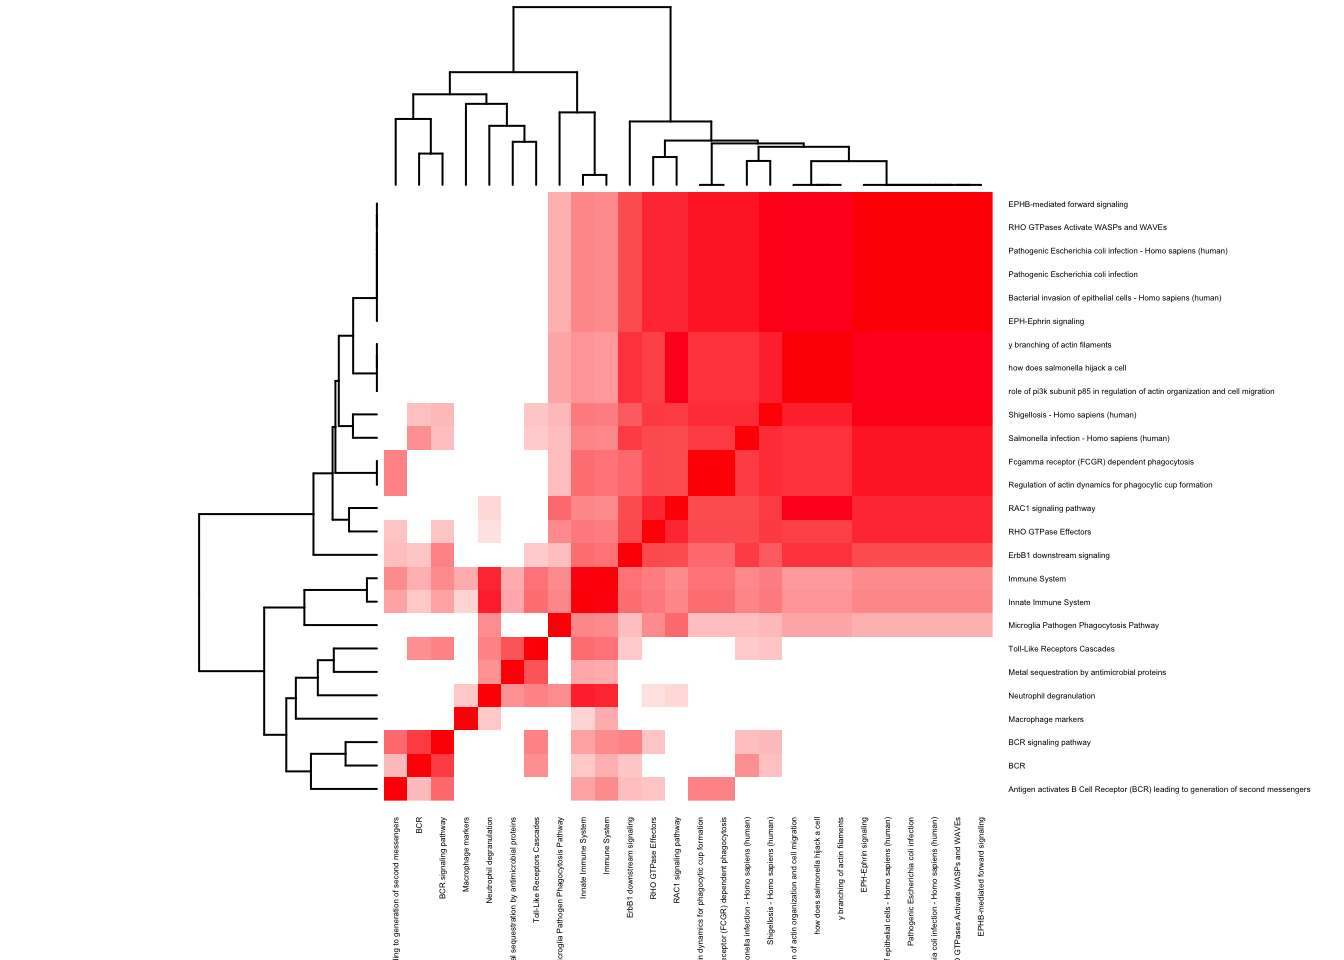 EPHB-mediated forward signaling
RHO GTPases Activate WASPs and WAVEs
Pathogenic Escherichia coli infection - Homo sapiens (human)
Pathogenic Escherichia coli infection
Bacterial invasion of epithelial cells - Homo sapiens (human)
EPH-Ephrin signaling
y branching of actin filaments
how does salmonella hijack a cell
role of pi3k subunit p85 in regulation of actin organization and cell migration
Shigellosis - Homo sapiens (human)
Salmonella infection - Homo sapiens (human)
Fcgamma receptor (FCGR) dependent phagocytosis
Regulation of actin dynamics for phagocytic cup formation
RAC1 signaling pathway
RHO GTPase Effectors
ErbB1 downstream signaling
Immune System
Innate Immune System
Microglia Pathogen Phagocytosis Pathway
Toll-Like Receptors Cascades
Metal sequestration by antimicrobial proteins
Neutrophil degranulation
Macrophage markers
BCR signaling pathway
BCR
Antigen activates B Cell Receptor (BCR) leading to generation of second messengers
ding to generation of second messengers
BCR
BCR signaling pathway
Macrophage markers
Neutrophil degranulation
al sequestration by antimicrobial proteins
Toll-Like Receptors Cascades
icroglia Pathogen Phagocytosis Pathway
Innate Immune System
Immune System
ErbB1 downstream signaling
RHO GTPase Effectors
RAC1 signaling pathway
n dynamics for phagocytic cup formation
eceptor (FCGR) dependent phagocytosis
onella infection - Homo sapiens (human)
Shigellosis - Homo sapiens (human)
n of actin organization and cell migration
how does salmonella hijack a cell
y branching of actin filaments
EPH-Ephrin signaling
f epithelial cells - Homo sapiens (human)
Pathogenic Escherichia coli infection
ia coli infection - Homo sapiens (human)
O GTPases Activate WASPs and WAVEs
EPHB-mediated forward signaling